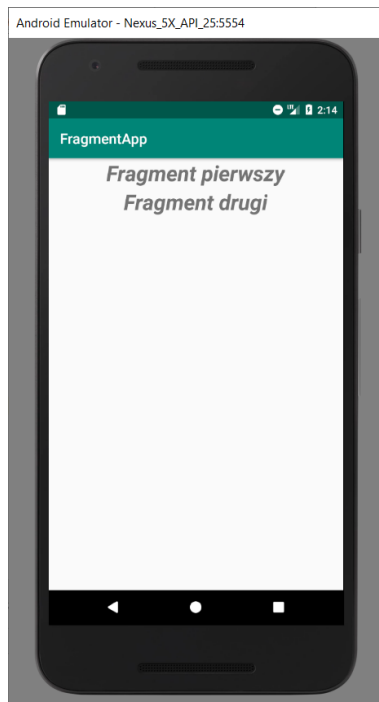 Android Emulator - Nexus_5X_API_25:5554
2:14
FragmentApp
Fragment pierwszy
Fragment drugi